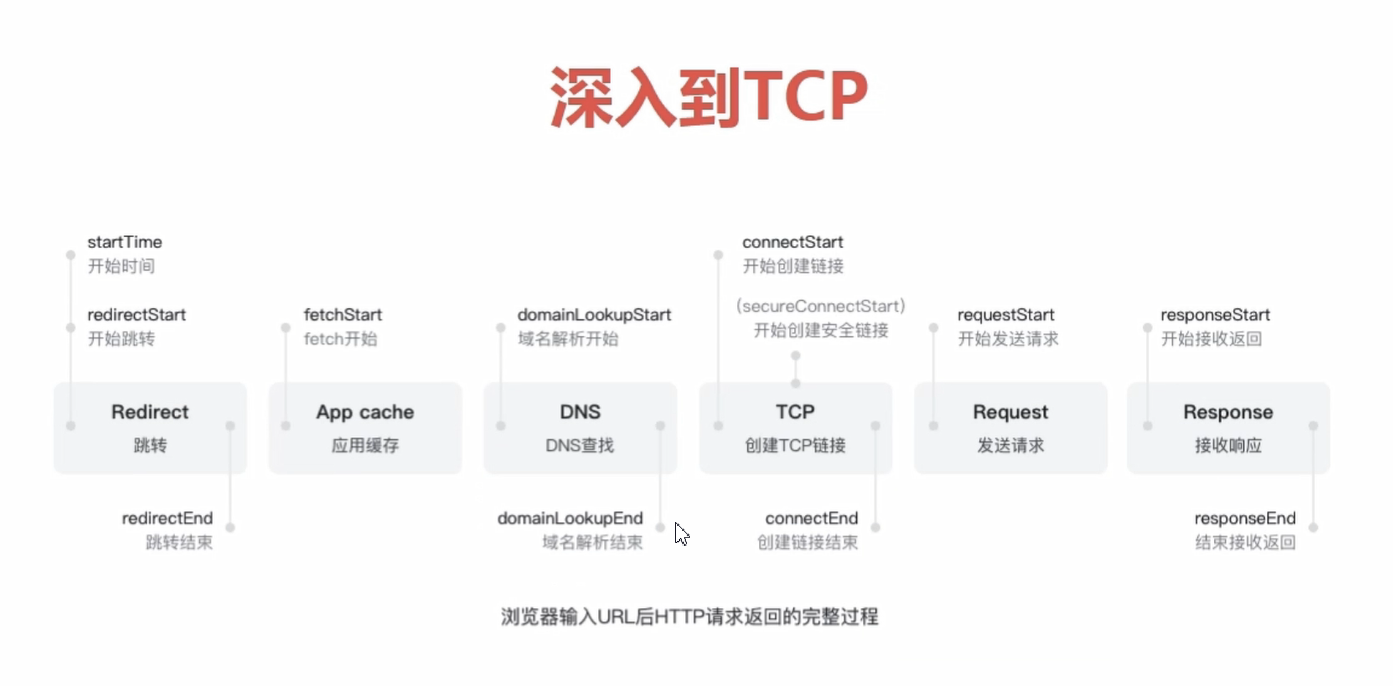 深入到TCP
startTime
开始时间
redirectStart
开始跳转
fetchStart
fetch开始
domainLookupStart
域名解析开始
connectStart
开始创建链接
(secureConnectStart)
开始创建安全链接
requestStart
开始发送请求
responseStart
开始接收返回
Redirect
跳转
App cache
应用缓存
DNS
DNS查找
TCP
创建TCP链接
Request
发送请求
Response
接收响应
redirectEnd
跳转结束
domainLookupEnd
域名解析结束
connectEnd
创建链接结束
responseEnd
结束接收返回
浏览器输入URL后HTTP请求返回的完整过程